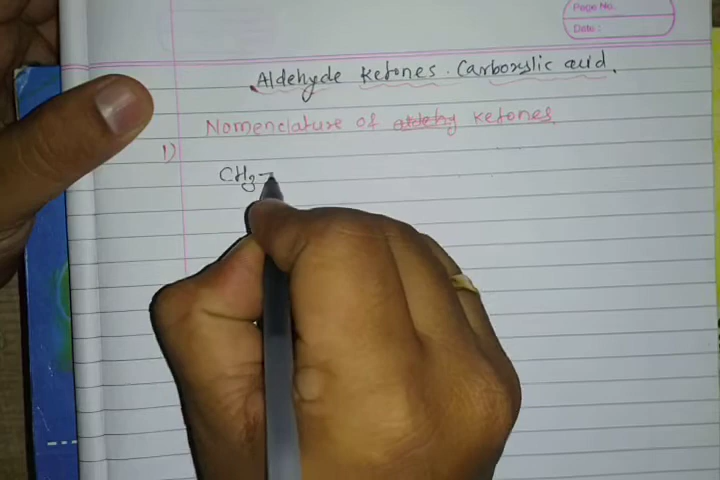 Page No.
Date :
Aldehyde Ketones. Carboxylic acid.
Nomenclature of aldehy ketones.
1)
CH3-